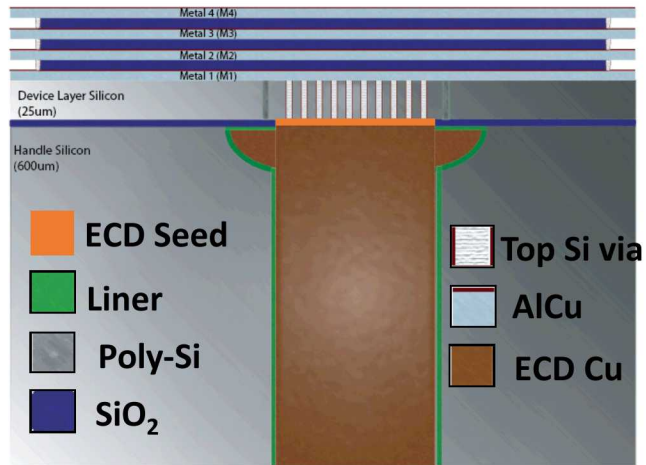 Metal 4 (M4)
Metal 3 (M3)
Metal 2 (M2)
Metal 1 (M1)
Device Layer Silicon
(25um)
Handle Silicon
(600um)
ECD Seed
Liner
Poly-Si
SiO₂
Top Si via
AlCu
ECD Cu